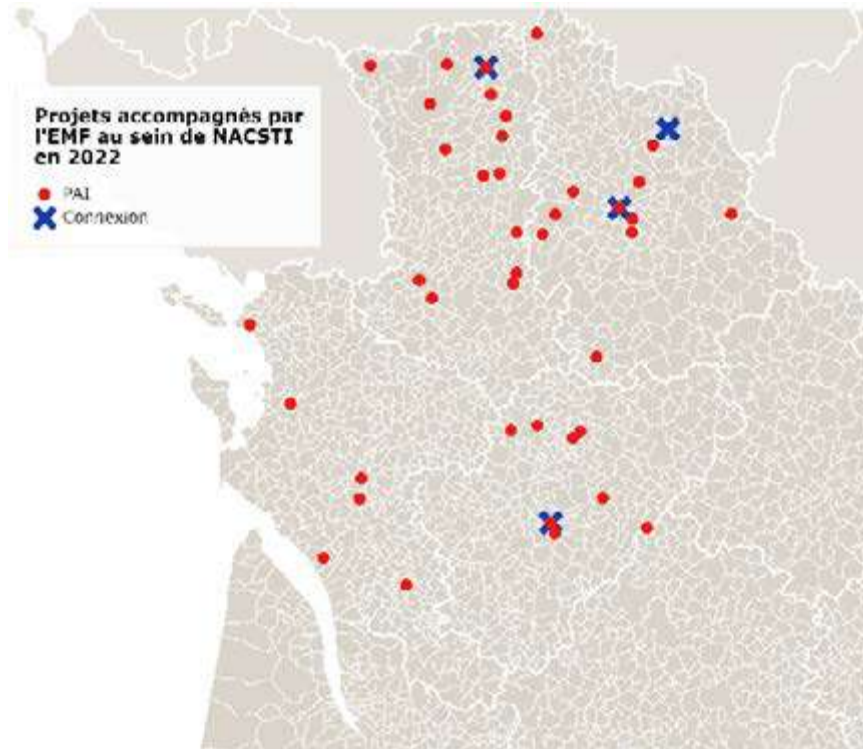 Projets accompagnés par
l'EMF au sein de NACSTI
en 2022
PAI
Connexion